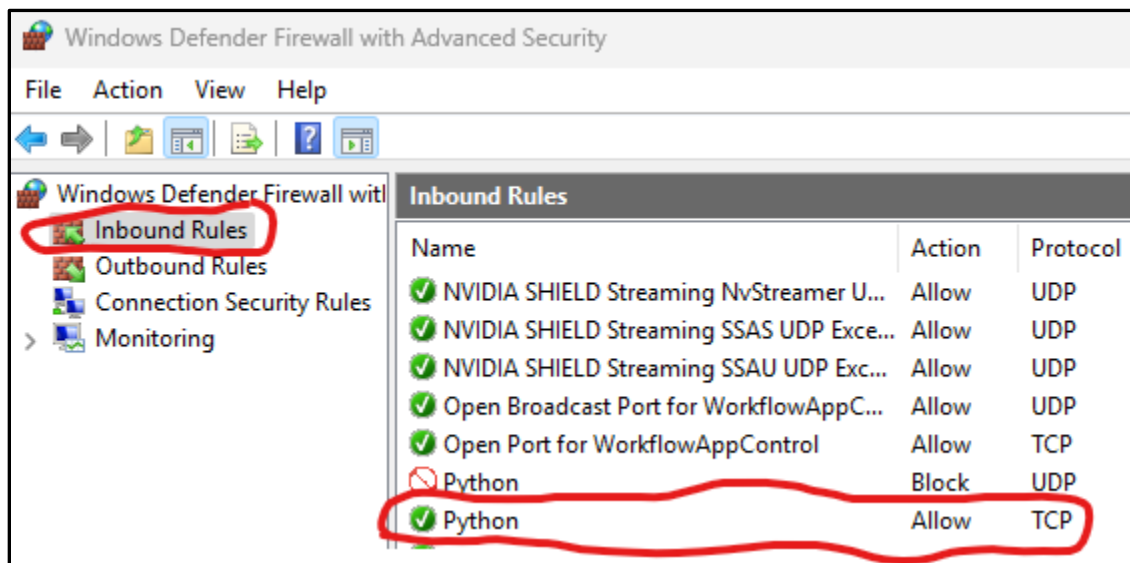 Windows Defender Firewall with Advanced Security
File Action View Help
Windows Defender Firewall witl
Inbound Rules
Outbound Rules
Connection Security Rules
Monitoring
Inbound Rules
Name Action Protocol
NVIDIA SHIELD Streaming NvStreamer U... Allow UDP
NVIDIA SHIELD Streaming SSAS UDP Exce... Allow UDP
NVIDIA SHIELD Streaming SSAU UDP Exc... Allow UDP
Open Broadcast Port for WorkflowAppC... Allow UDP
Open Port for WorkflowAppControl Allow TCP
Python Block UDP
Python Allow TCP